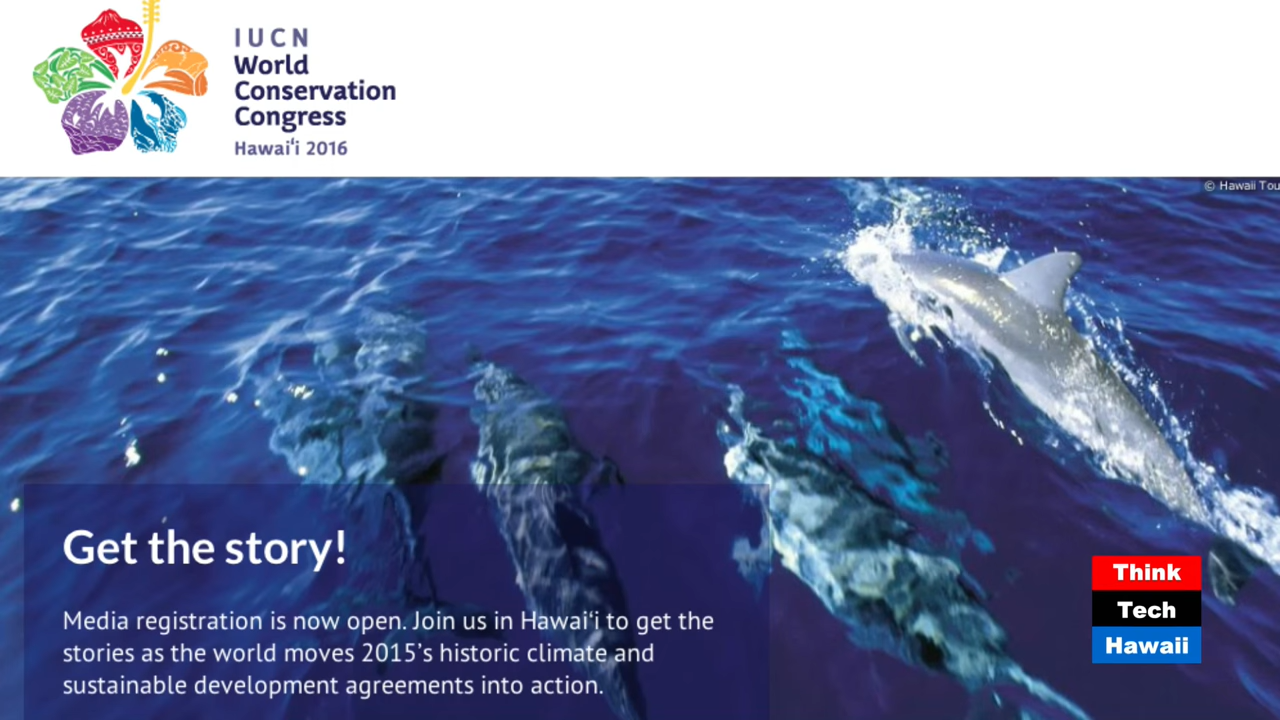 IUCN
World
Conservation
Congress
Hawaiʻi 2016
© Hawaii Tou
Get the story!
Media registration is now open. Join us in Hawaiʻi to get the
stories as the world moves 2015’s historic climate and
sustainable development agreements into action.
Think
Tech
Hawaii